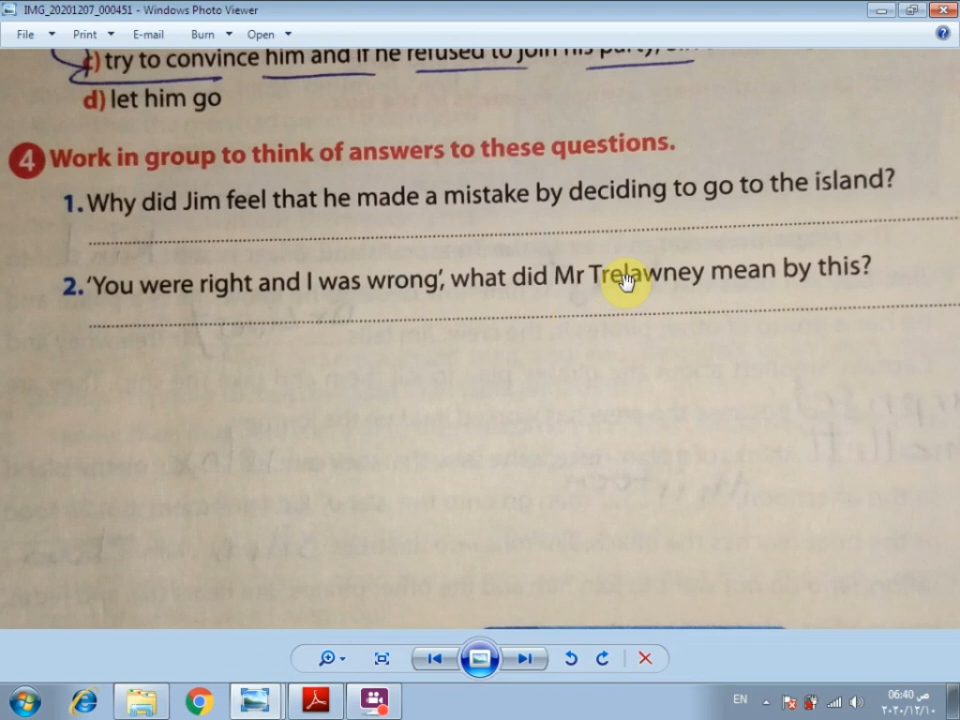 IMG_20201207_000451 - Windows Photo Viewer
File Print E-mail Burn Open
c) try to convince him and if he refused to join his party,
d) let him go
4 Work in group to think of answers to these questions.
1. Why did Jim feel that he made a mistake by deciding to go to the island?
2. ‘You were right and I was wrong’, what did Mr Trelawney mean by this?
EN
06:40 ص
٢٠٢٠/١٢/١٠